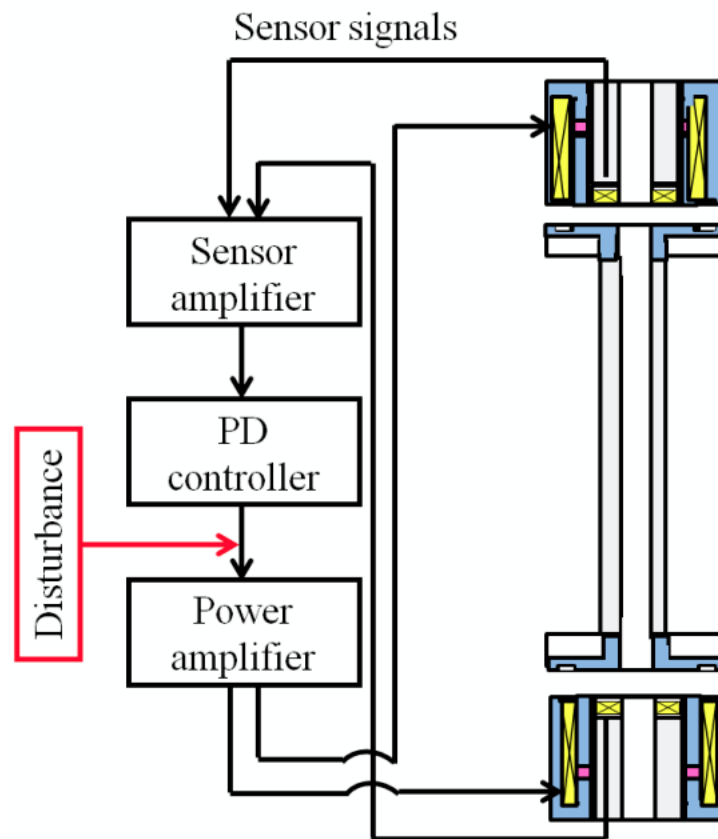 Sensor signals
Sensor
amplifier
PD
controller
Disturbance
Power
amplifier